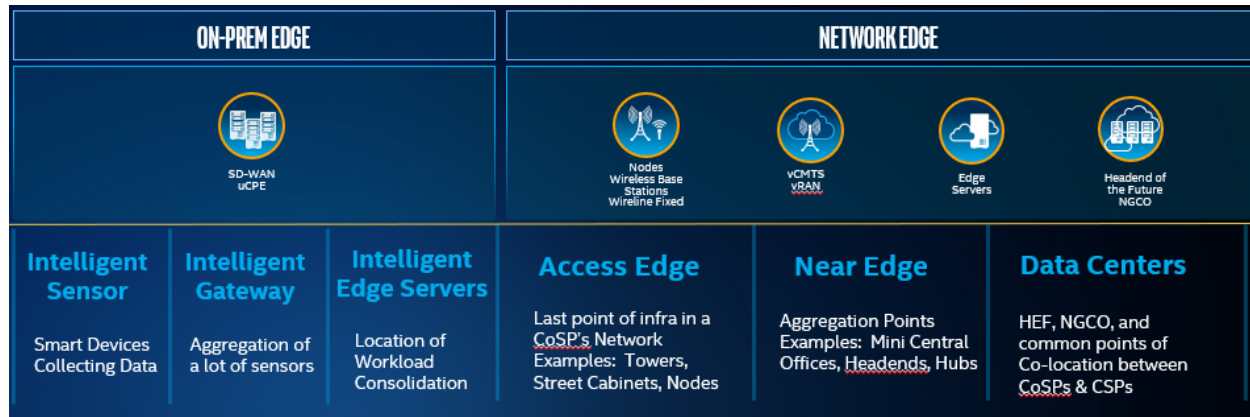 ON-PREM EDGE
NETWORK EDGE
SD-WAN
uCPE
Nodes
Wireless Base
Stations
Wireline Fixed
vCMTS
vRAN
Edge
Servers
Headend of
the Future
NGCO
Intelligent
Sensor
Smart Devices
Collecting Data
Intelligent
Gateway
Aggregation of
a lot of sensors
Intelligent
Edge Servers
Location of
Workload
Consolidation
Access Edge
Last point of infra in a
CoSP's Network
Examples: Towers,
Street Cabinets, Nodes
Near Edge
Aggregation Points
Examples: Mini Central
Offices, Headends, Hubs
Data Centers
HEF, NGCO, and
common points of
Co-location between
CoSPs & CSPs